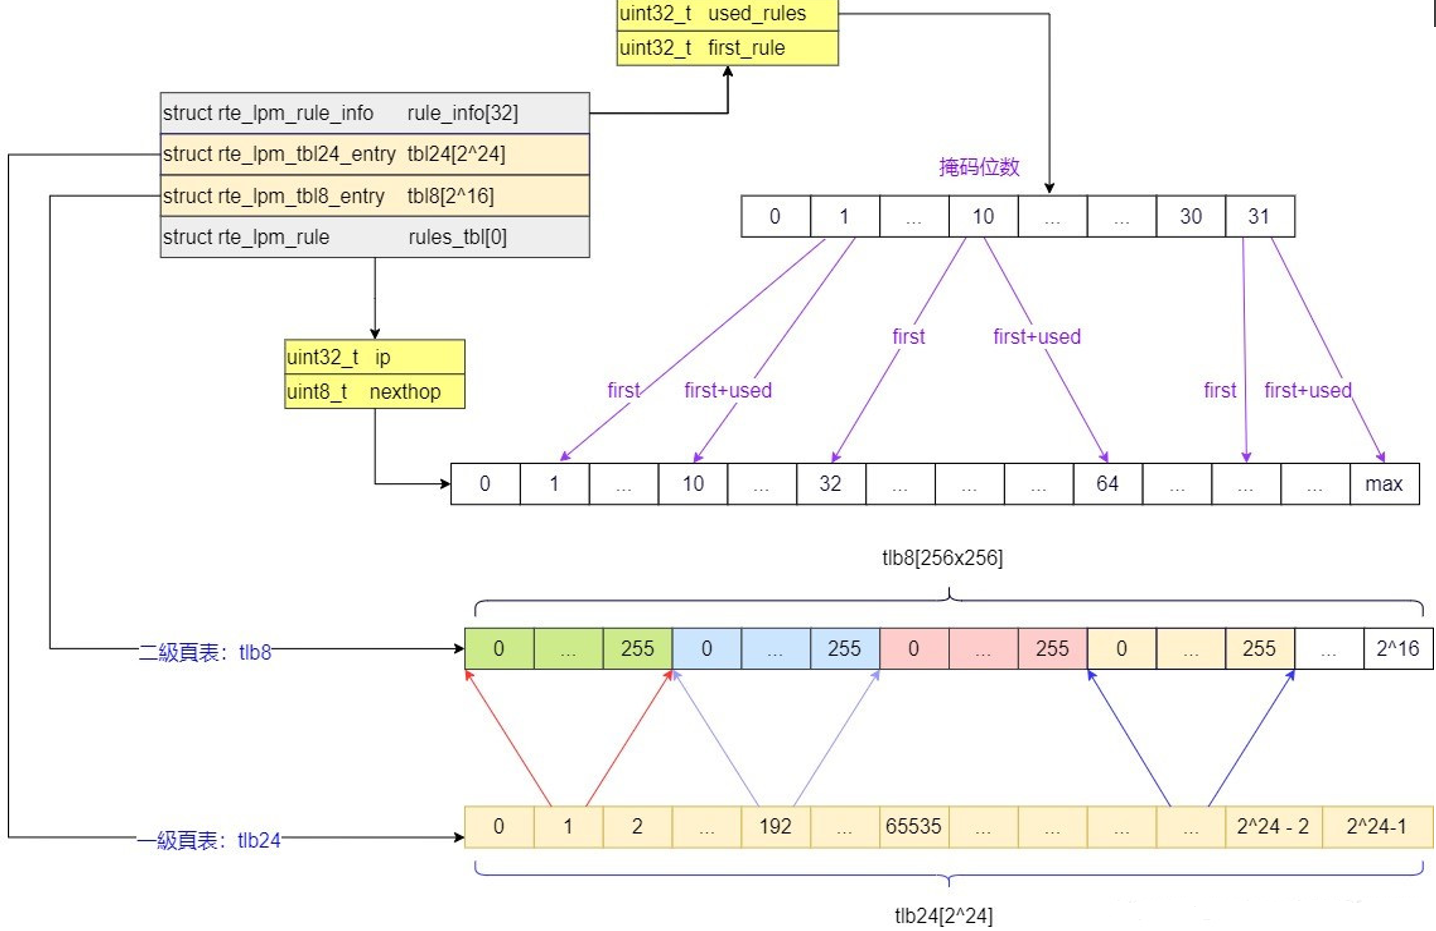 uint32_t used_rules
uint32_t first_rule
struct rte_lpm_rule_info rule_info[32]
struct rte_lpm_tbl24_entry tbl24[2^24]
struct rte_lpm_tbl8_entry tbl8[2^16]
struct rte_lpm_rule rules_tbl[0]
掩码位数
0 1 ... 10 ... ... 30 31
first first+used
uint32_t ip
uint8_t nexthop
first first+used first first+used
0 1 ... 10 ... 32 ... ... ... 64 ... ... ... max
tlb8[256x256]
二級頁表：tlb8
0 ... 255 0 ... 255 0 ... 255 0 ... 255 ... 2^16
一級頁表：tlb24
0 1 2 ... 192 ... 65535 ... ... ... ... 2^24 - 2 2^24-1
tlb24[2^24]